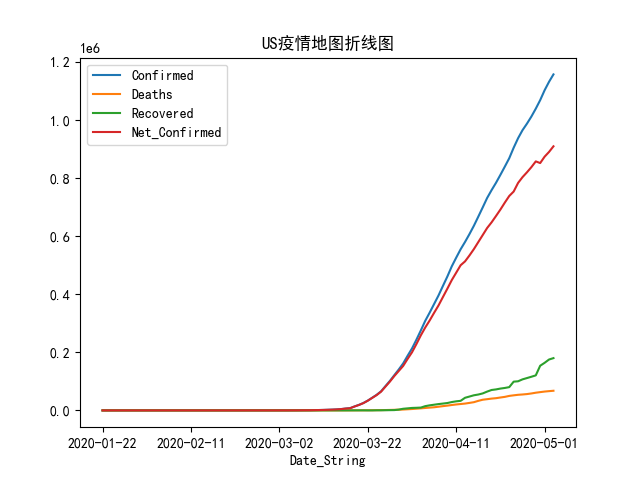 US疫情地图折线图
1e6
1.2
1.0
0.8
0.6
0.4
0.2
0.0
Confirmed
Deaths
Recovered
Net_Confirmed
2020-01-22 2020-02-11 2020-03-02 2020-03-22 2020-04-11 2020-05-01
Date_String